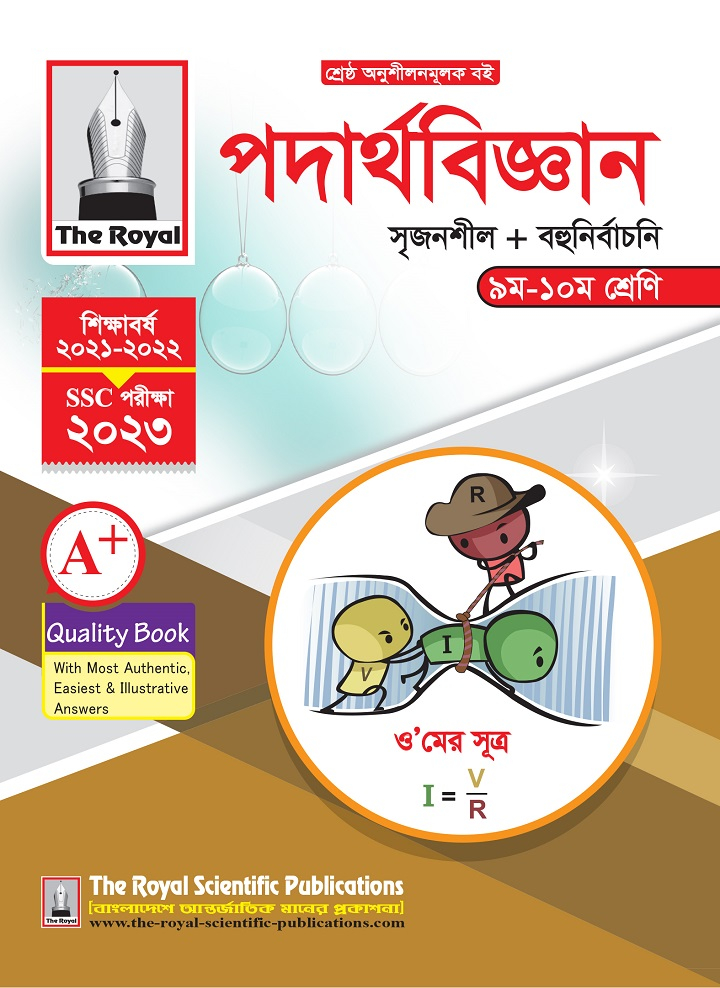 শ্রেষ্ঠ অনুশীলনমূলক বই
The Royal
পদার্থবিজ্ঞান
সৃজনশীল + বহুনির্বাচনি
৯ম-১০ম শ্রেণি
শিক্ষাবর্ষ
২০২১-২০২২
SSC পরীক্ষা
২০২৩
A+
Quality Book
With Most Authentic,
Easiest & Illustrative
Answers
R
I
V
ও'মের সূত্র
I = V/R
The Royal
The Royal Scientific Publications
[বাংলাদেশে আন্তর্জাতিক মানের প্রকাশনা]
www.the-royal-scientific-publications.com